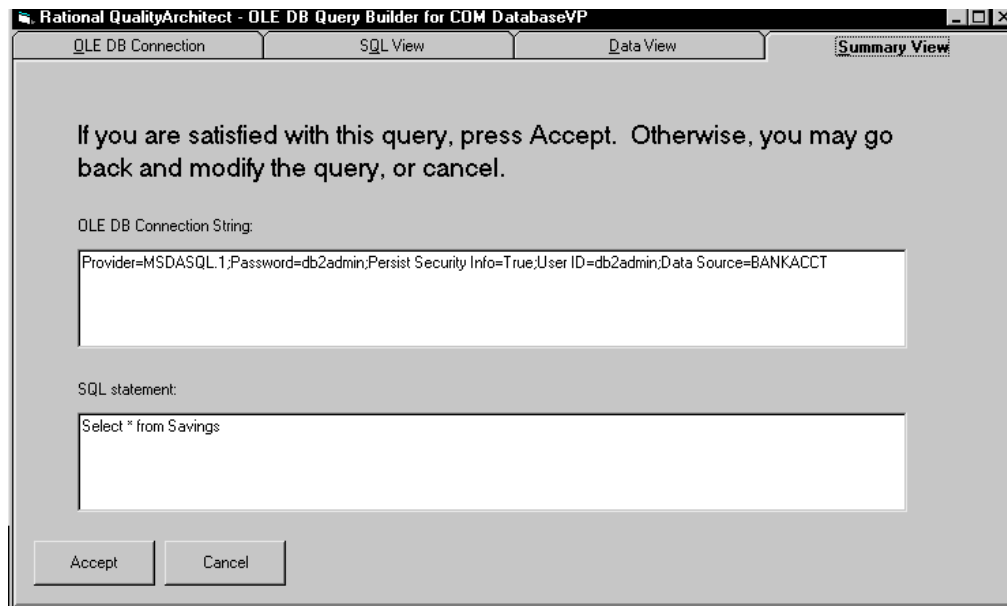 Rational QualityArchitect - OLE DB Query Builder for COM DatabaseVP
OLE DB Connection
SQL View
Data View
Summary View
If you are satisfied with this query, press Accept. Otherwise, you may go
back and modify the query, or cancel.
OLE DB Connection String:
Provider=MSDASQL.1;Password=db2admin;Persist Security Info=True;User ID=db2admin;Data Source=BANKACCT
SQL statement:
Select * from Savings
Accept
Cancel